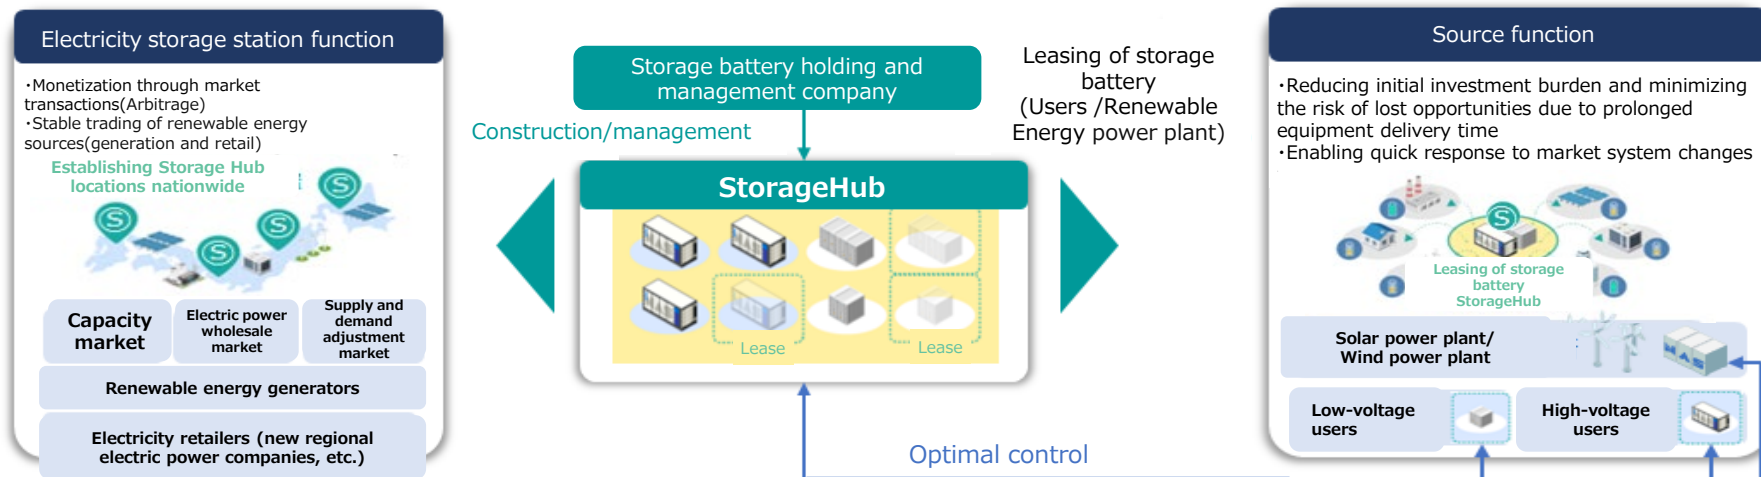 Electricity storage station function
・Monetization through market
transactions(Arbitrage)
・Stable trading of renewable energy
sources(generation and retail)
Establishing Storage Hub
locations nationwide
S
S
S
S
Capacity
market
Electric power
wholesale
market
Supply and
demand
adjustment
market
Renewable energy generators
Electricity retailers (new regional
electric power companies, etc.)
Storage battery holding and
management company
Construction/management
Leasing of storage
battery
(Users /Renewable
Energy power plant)
StorageHub
NAS
NAS
NAS
Lease
Lease
Optimal control
Source function
・Reducing initial investment burden and minimizing
the risk of lost opportunities due to prolonged
equipment delivery time
・Enabling quick response to market system changes
S
Leasing of storage
battery
StorageHub
Solar power plant/
Wind power plant
NAS
Low-voltage
users
High-voltage
users